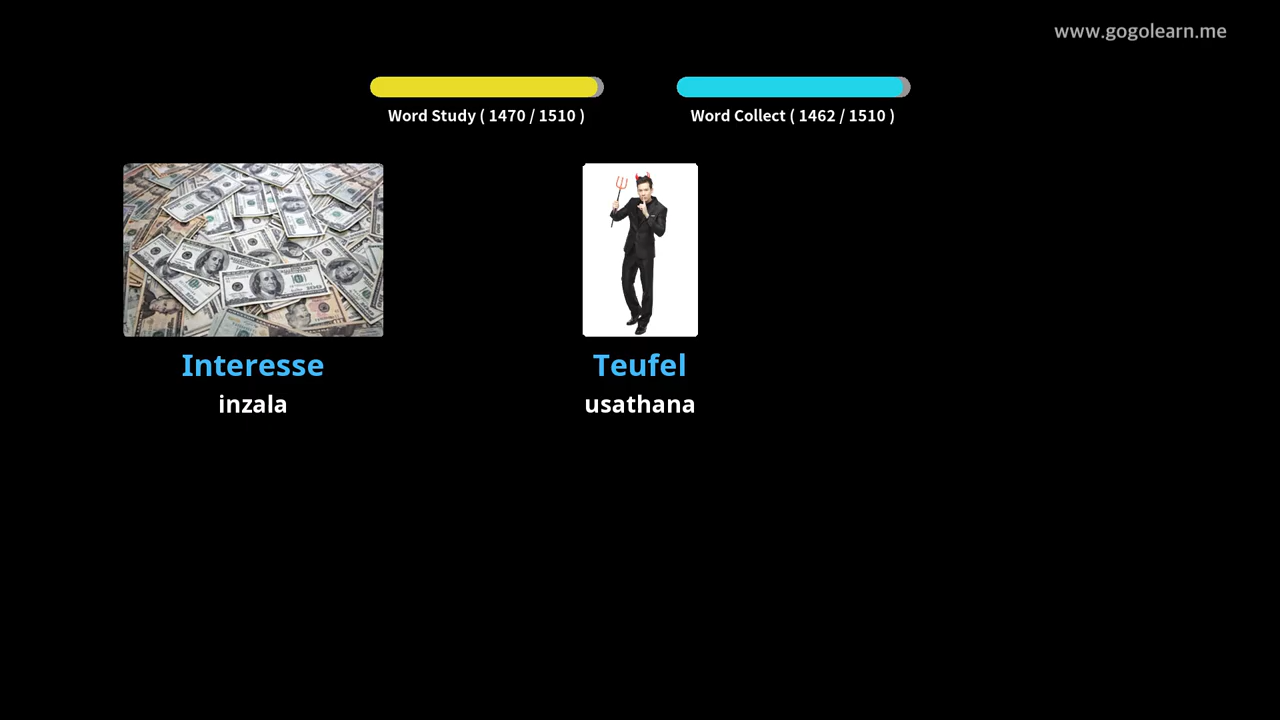 www.gogolearn.me
Word Study ( 1470 / 1510 )
Word Collect ( 1462 / 1510 )
Interesse
Teufel
inzala
usathana